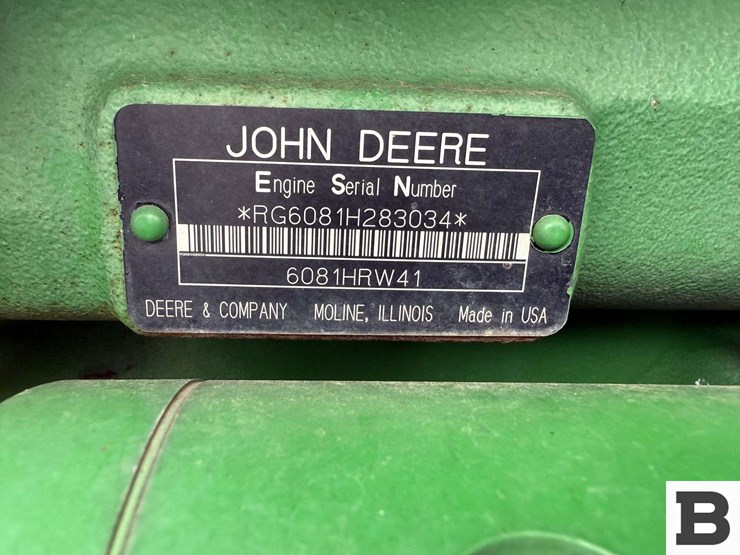 JOHN DEERE
Engine Serial Number
*RG6081H283034*
6081HRW41
DEERE & COMPANY MOLINE, ILLINOIS Made in USA
B